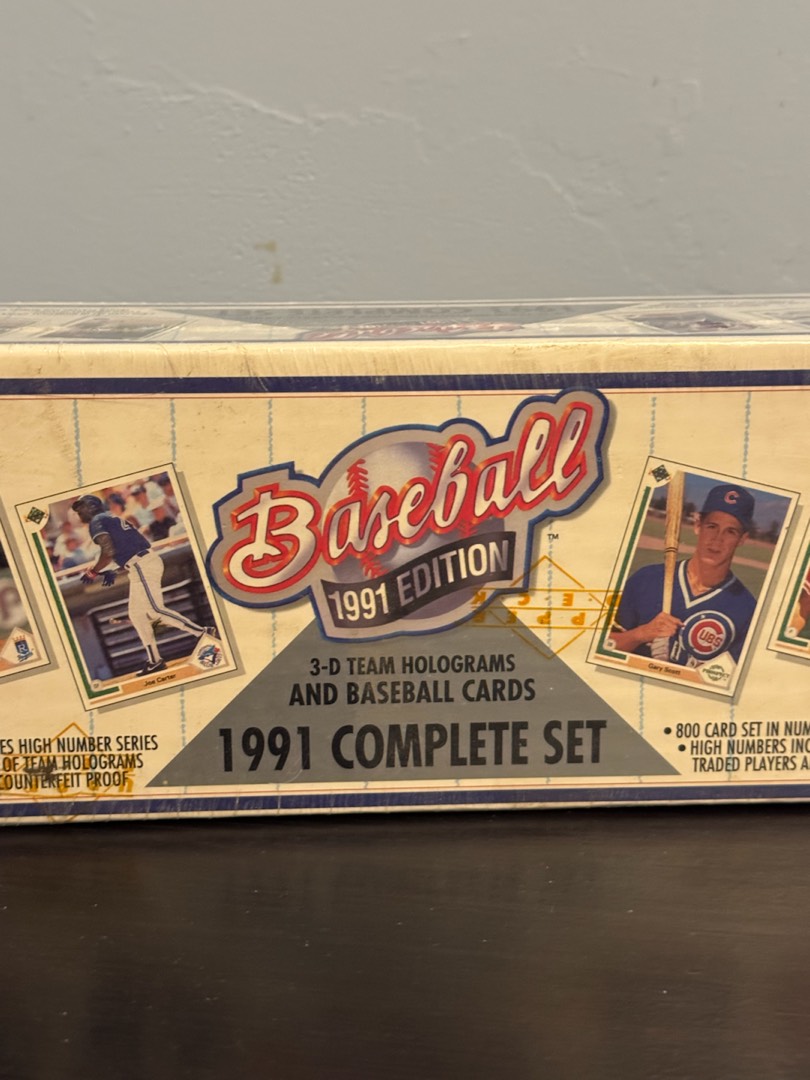 Baseball
TM
1991 EDITION
3-D TEAM HOLOGRAMS
AND BASEBALL CARDS
1991 COMPLETE SET
Joe Carter
C
CUBS
Gary Scott
ES HIGH NUMBER SERIES
OF TEAM HOLOGRAMS
COUNTERFEIT PROOF
• 800 CARD SET IN NUM
• HIGH NUMBERS INC
TRADED PLAYERS A